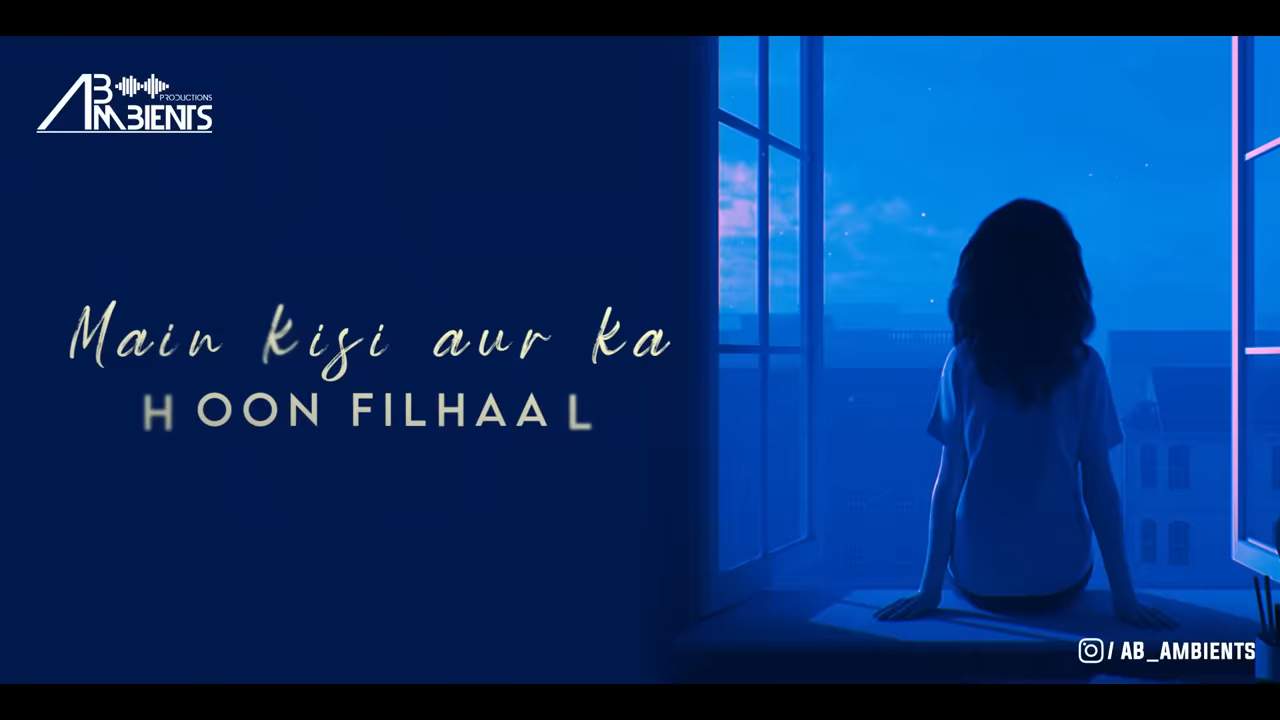 AB
PRODUCTIONS
AMBIENTS
Main kisi aur ka
HOON FILHAAL
/ AB_AMBIENTS